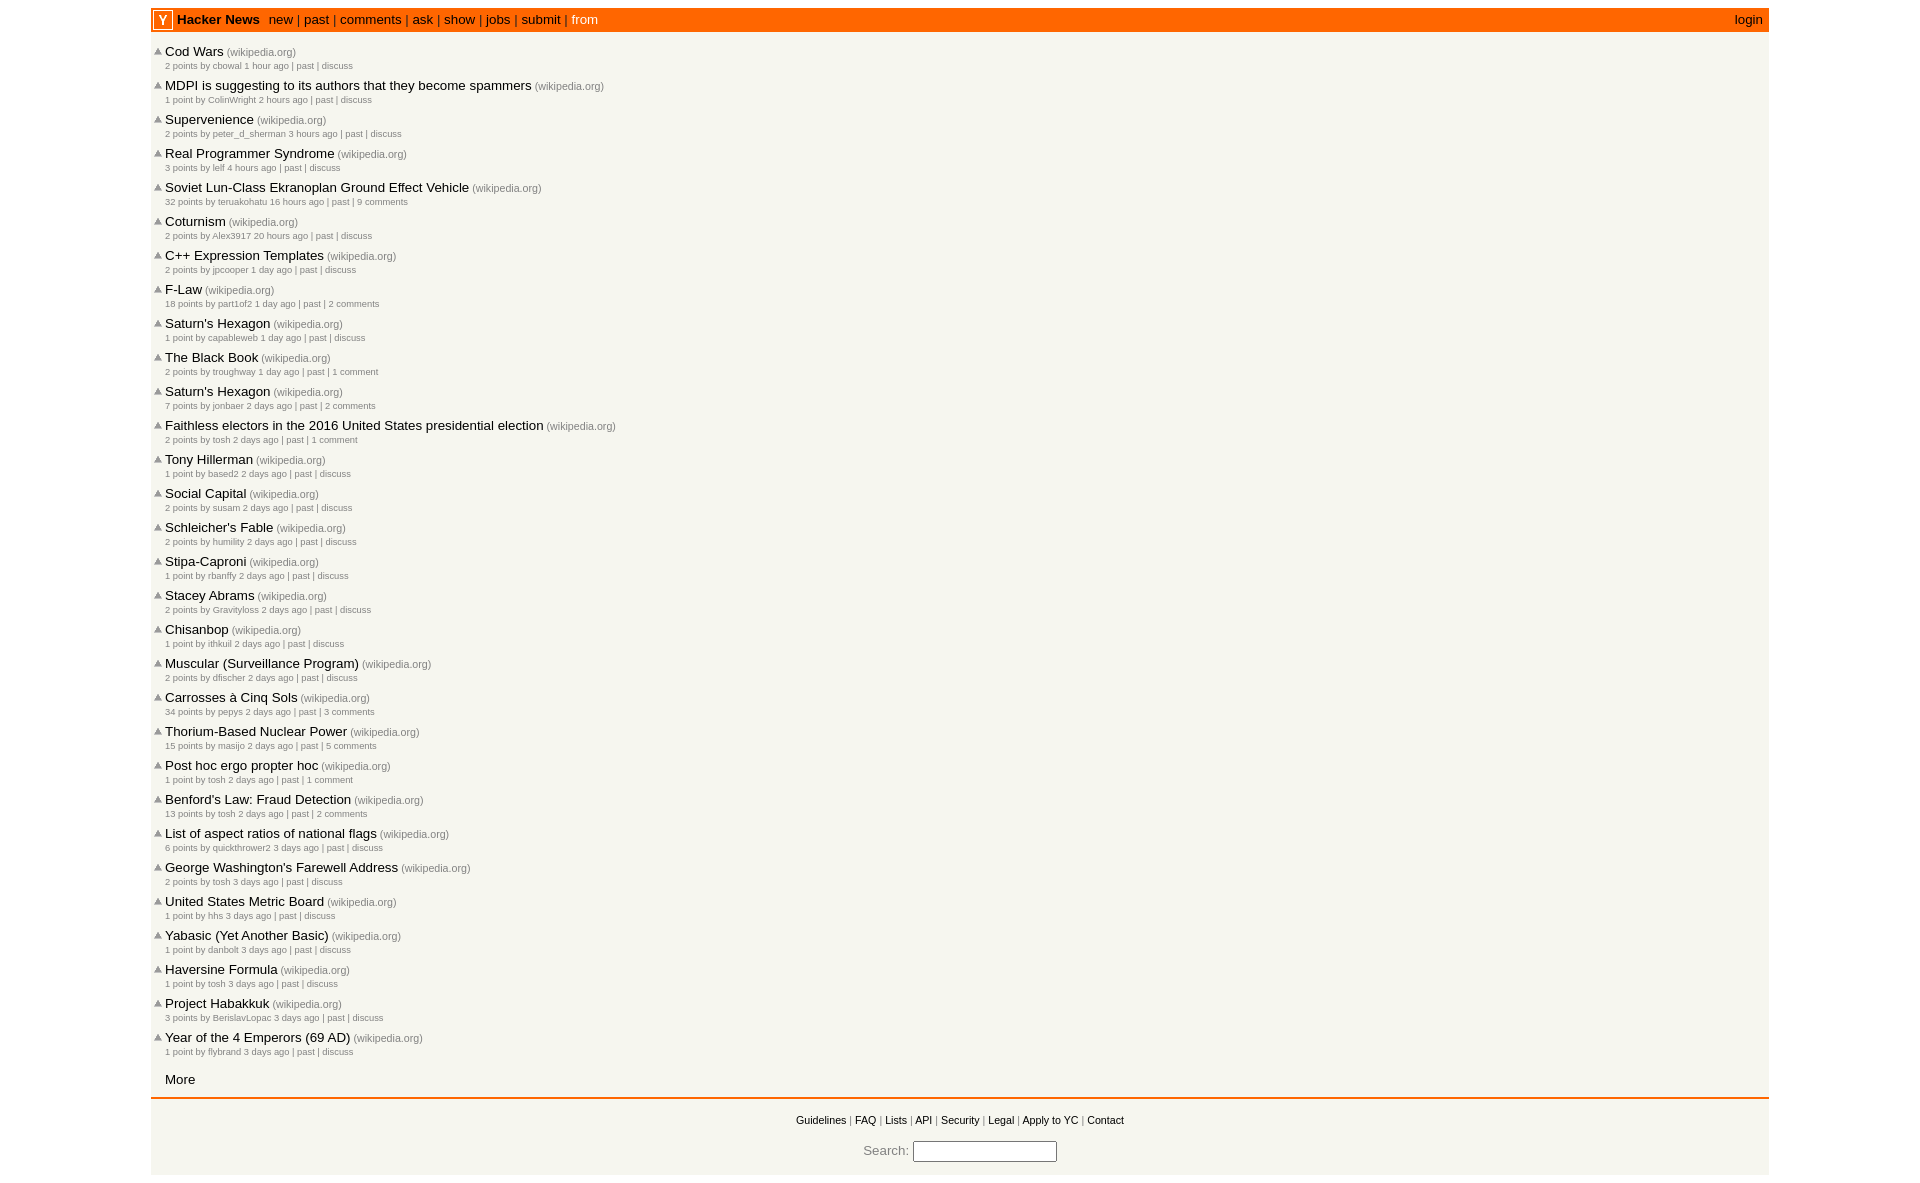 Y Hacker News new | past | comments | ask | show | jobs | submit | from login
Cod Wars (wikipedia.org)
2 points by cbowal 1 hour ago | past | discuss
MDPI is suggesting to its authors that they become spammers (wikipedia.org)
1 point by ColinWright 2 hours ago | past | discuss
Supervenience (wikipedia.org)
2 points by peter_d_sherman 3 hours ago | past | discuss
Real Programmer Syndrome (wikipedia.org)
3 points by lelf 4 hours ago | past | discuss
Soviet Lun-Class Ekranoplan Ground Effect Vehicle (wikipedia.org)
32 points by teruakohatu 16 hours ago | past | 9 comments
Coturnism (wikipedia.org)
2 points by Alex3917 20 hours ago | past | discuss
C++ Expression Templates (wikipedia.org)
2 points by jpcooper 1 day ago | past | discuss
F-Law (wikipedia.org)
18 points by part1of2 1 day ago | past | 2 comments
Saturn's Hexagon (wikipedia.org)
1 point by capableweb 1 day ago | past | discuss
The Black Book (wikipedia.org)
2 points by troughway 1 day ago | past | 1 comment
Saturn's Hexagon (wikipedia.org)
7 points by jonbaer 2 days ago | past | 2 comments
Faithless electors in the 2016 United States presidential election (wikipedia.org)
2 points by tosh 2 days ago | past | 1 comment
Tony Hillerman (wikipedia.org)
1 point by based2 2 days ago | past | discuss
Social Capital (wikipedia.org)
2 points by susam 2 days ago | past | discuss
Schleicher's Fable (wikipedia.org)
2 points by humility 2 days ago | past | discuss
Stipa-Caproni (wikipedia.org)
1 point by rbanffy 2 days ago | past | discuss
Stacey Abrams (wikipedia.org)
2 points by Gravityloss 2 days ago | past | discuss
Chisanbop (wikipedia.org)
1 point by ithkuil 2 days ago | past | discuss
Muscular (Surveillance Program) (wikipedia.org)
2 points by dfischer 2 days ago | past | discuss
Carrosses à Cinq Sols (wikipedia.org)
34 points by pepys 2 days ago | past | 3 comments
Thorium-Based Nuclear Power (wikipedia.org)
15 points by masijo 2 days ago | past | 5 comments
Post hoc ergo propter hoc (wikipedia.org)
1 point by tosh 2 days ago | past | 1 comment
Benford's Law: Fraud Detection (wikipedia.org)
13 points by tosh 2 days ago | past | 2 comments
List of aspect ratios of national flags (wikipedia.org)
6 points by quickthrower2 3 days ago | past | discuss
George Washington's Farewell Address (wikipedia.org)
2 points by tosh 3 days ago | past | discuss
United States Metric Board (wikipedia.org)
1 point by hhs 3 days ago | past | discuss
Yabasic (Yet Another Basic) (wikipedia.org)
1 point by danbolt 3 days ago | past | discuss
Haversine Formula (wikipedia.org)
1 point by tosh 3 days ago | past | discuss
Project Habakkuk (wikipedia.org)
3 points by BerislavLopac 3 days ago | past | discuss
Year of the 4 Emperors (69 AD) (wikipedia.org)
1 point by flybrand 3 days ago | past | discuss
More
Guidelines | FAQ | Lists | API | Security | Legal | Apply to YC | Contact
Search: